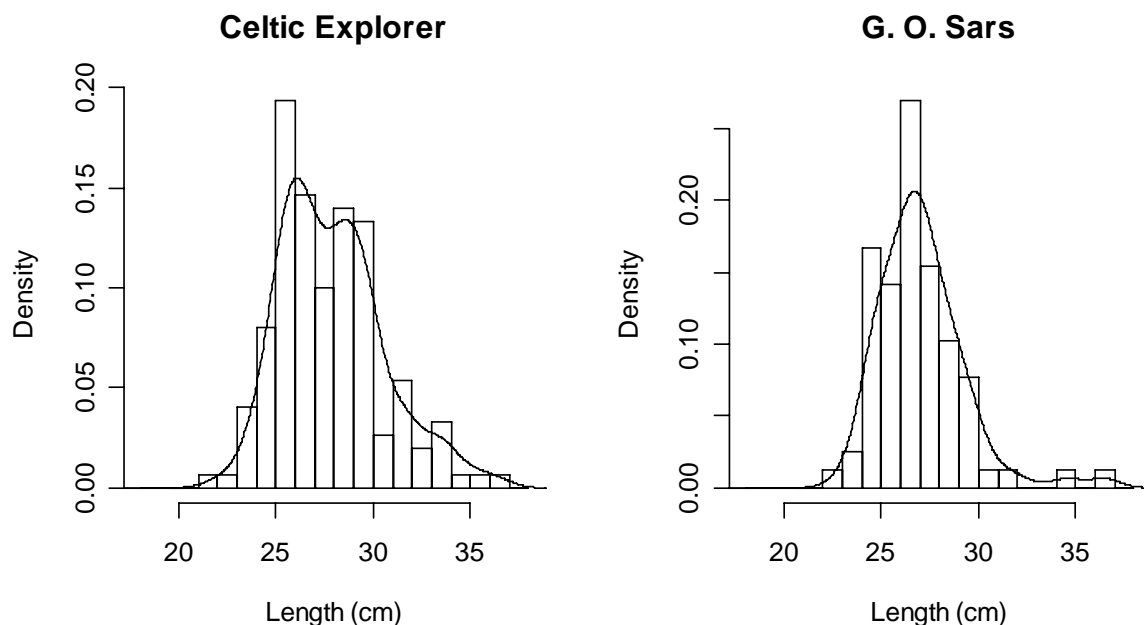 Celtic Explorer
0.20
0.15
0.10
0.05
0.00
Density
20 25 30 35
Length (cm)
G. O. Sars
0.20
0.10
0.00
Density
20 25 30 35
Length (cm)